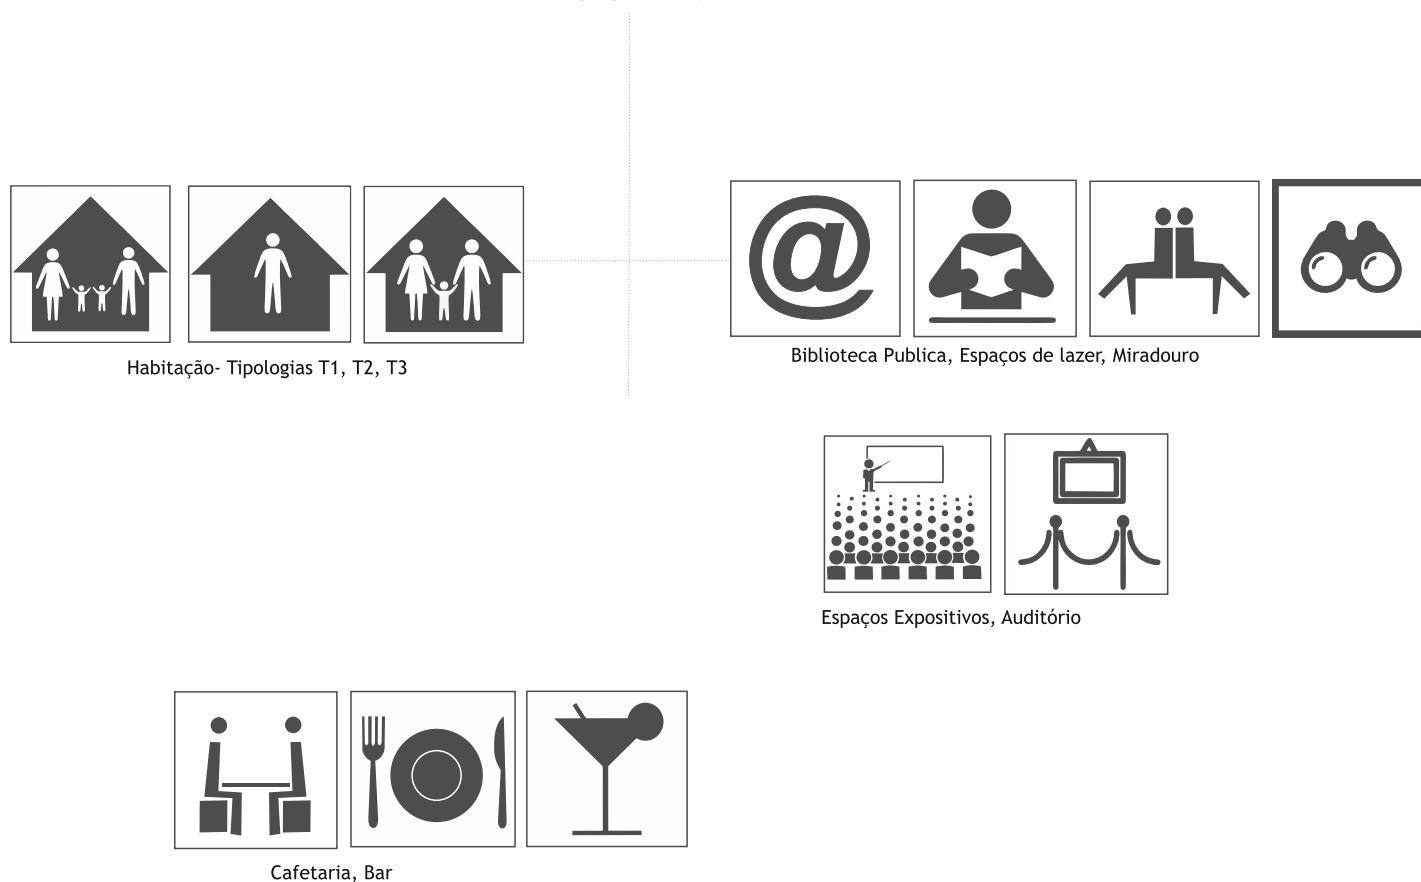 Habitação- Tipologias T1, T2, T3
@
Biblioteca Publica, Espaços de lazer, Miradouro
Espaços Expositivos, Auditório
Cafetaria, Bar